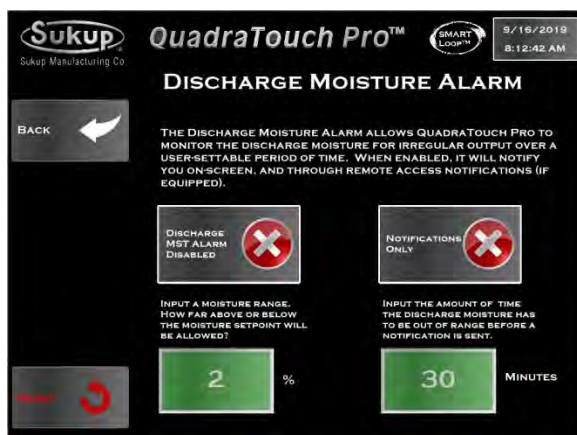 Sukup
Sukup Manufacturing Co
QuadraTouch Pro™
SMART
LOOP™
9/16/2019
8:12:42 AM
DISCHARGE MOISTURE ALARM
BACK
THE DISCHARGE MOISTURE ALARM ALLOWS QUADRATOUCH PRO TO
MONITOR THE DISCHARGE MOISTURE FOR IRREGULAR OUTPUT OVER A
USER-SETTABLE PERIOD OF TIME. WHEN ENABLED, IT WILL NOTIFY
YOU ON-SCREEN, AND THROUGH REMOTE ACCESS NOTIFICATIONS (IF
EQUIPPED).
DISCHARGE
MST ALARM
DISABLED
NOTIFICATIONS
ONLY
INPUT A MOISTURE RANGE.
HOW FAR ABOVE OR BELOW
THE MOISTURE SETPOINT WILL
BE ALLOWED?
INPUT THE AMOUNT OF TIME
THE DISCHARGE MOISTURE HAS
TO BE OUT OF RANGE BEFORE A
NOTIFICATION IS SENT.
2
%
30
MINUTES
RESET